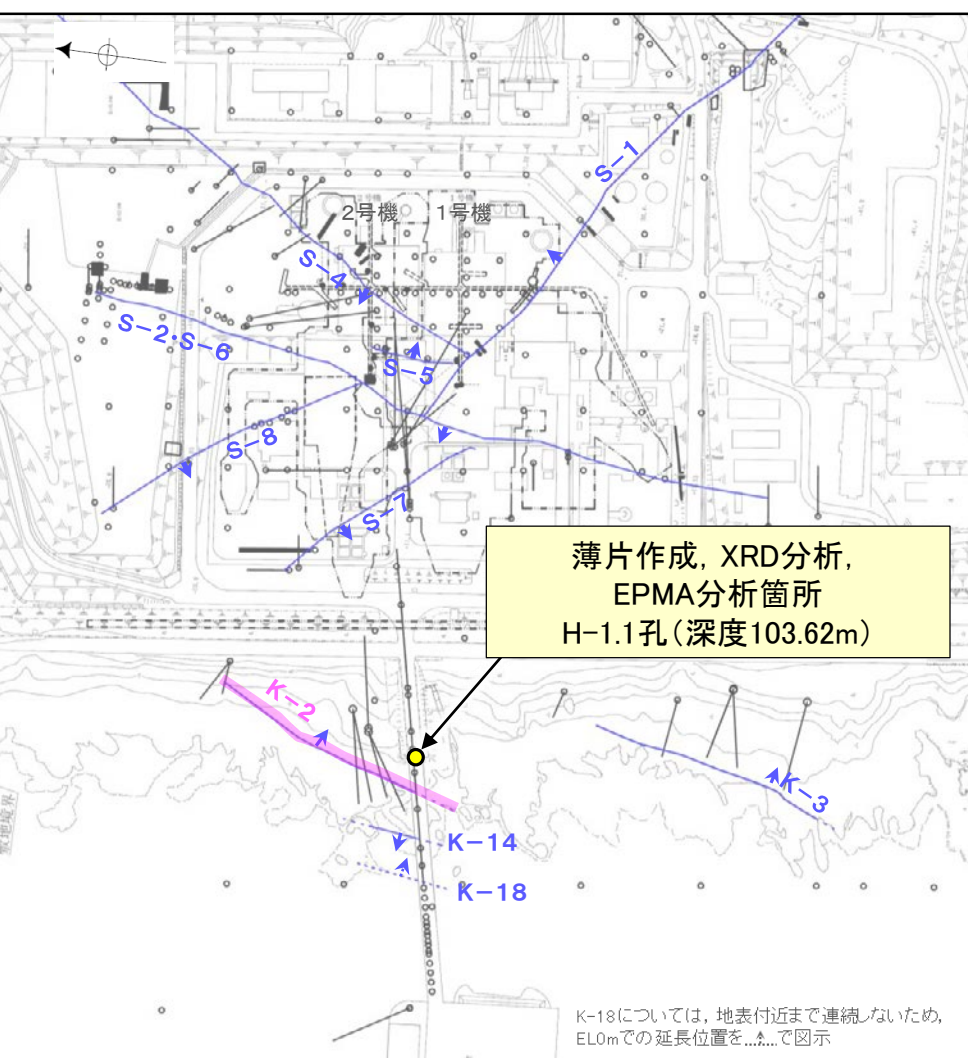 S-1
2号機
1号機
S-4
S-2・S-6
S-5
S-8
S-7
薄片作成，XRD分析，
EPMA分析箇所
H-1.1孔（深度103.62m）
K-2
K-3
敷地境界
K-14
K-18
K-18については，地表付近まで連続しないため，
EL0mでの延長位置を.......で図示